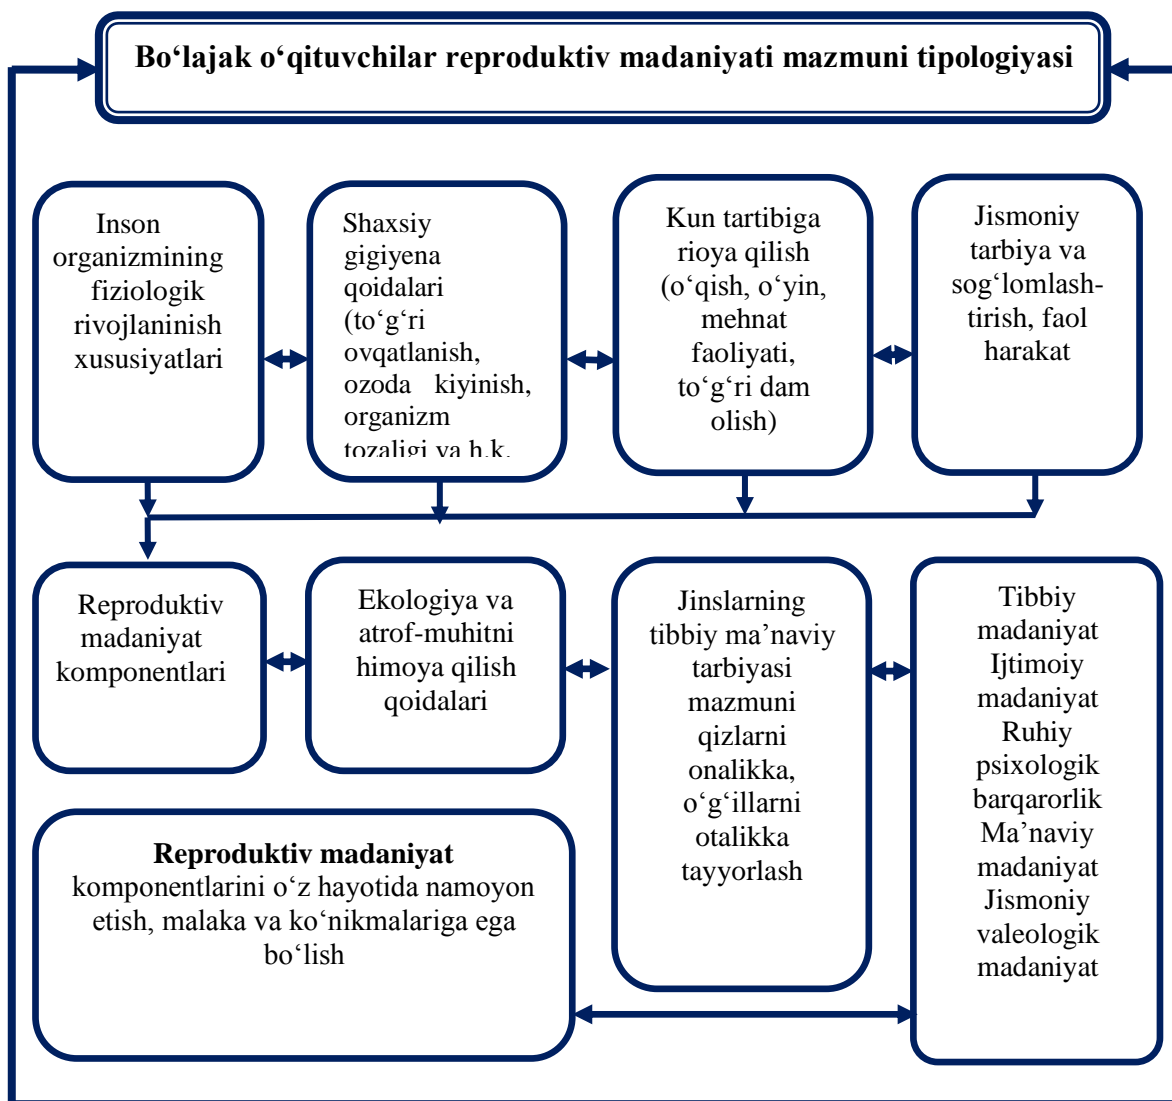 Bo‘lajak o‘qituvchilar reproduktiv madaniyati mazmuni tipologiyasi
Inson
organizmining
fiziologik
rivojlaninish
xususiyatlari
Shaxsiy
gigiyena
qoidalari
(to‘g‘ri
ovqatlanish,
ozoda kiyinish,
organizm
tozaligi va h.k.
Kun tartibiga
rioya qilish
(o‘qish, o‘yin,
mehnat
faoliyati,
to‘g‘ri dam
olish)
Jismoniy
tarbiya va
sog‘lomlash-
tirish, faol
harakat
Reproduktiv
madaniyat
komponentlari
Ekologiya va
atrof-muhitni
himoya qilish
qoidalari
Jinslarning
tibbiy ma’naviy
tarbiyasi
mazmuni
qizlarni
onalikka,
o‘g‘illarni
otalikka
tayyorlash
Tibbiy
madaniyat
Ijtimoiy
madaniyat
Ruhiy
psixologik
barqarorlik
Ma’naviy
madaniyat
Jismoniy
valeologik
madaniyat
Reproduktiv madaniyat
komponentlarini o‘z hayotida namoyon
etish, malaka va ko‘nikmalariga ega
bo‘lish